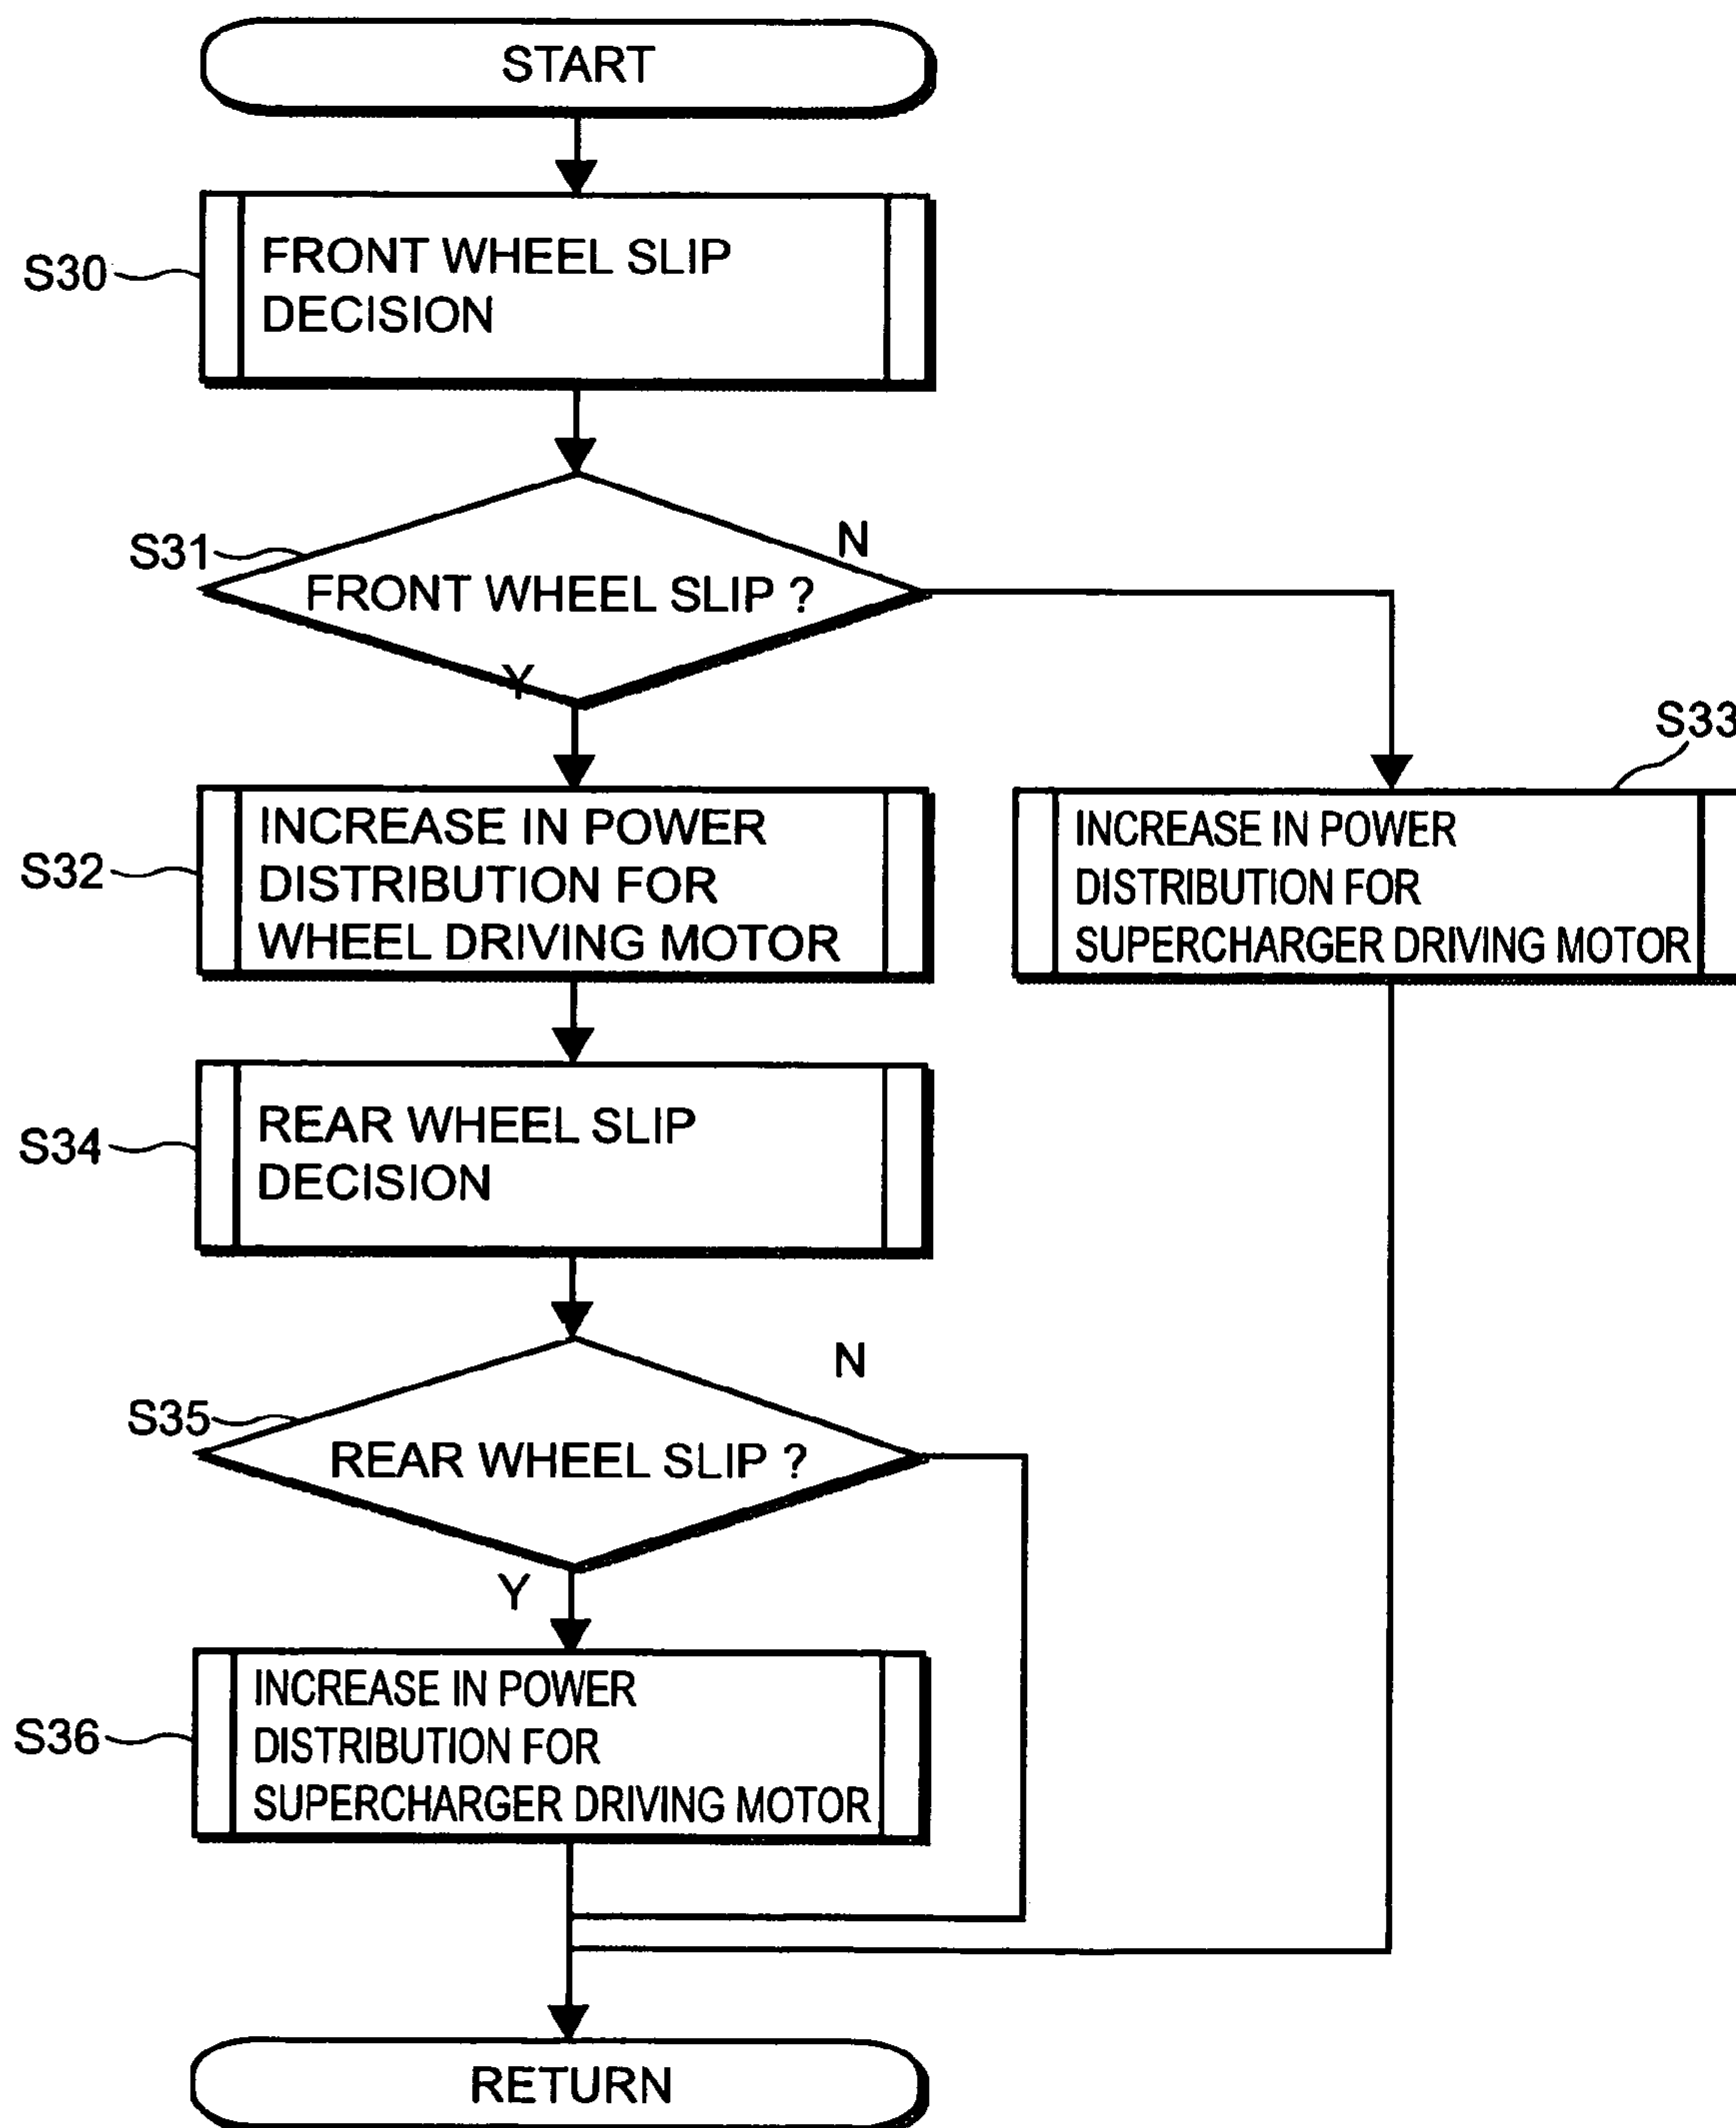 START
S30
FRONT WHEEL SLIP
DECISION
S31
N
FRONT WHEEL SLIP ?
Y
S33
S32
INCREASE IN POWER
DISTRIBUTION FOR
WHEEL DRIVING MOTOR
INCREASE IN POWER
DISTRIBUTION FOR
SUPERCHARGER DRIVING MOTOR
S34
REAR WHEEL SLIP
DECISION
N
S35
REAR WHEEL SLIP ?
Y
S36
INCREASE IN POWER
DISTRIBUTION FOR
SUPERCHARGER DRIVING MOTOR
RETURN